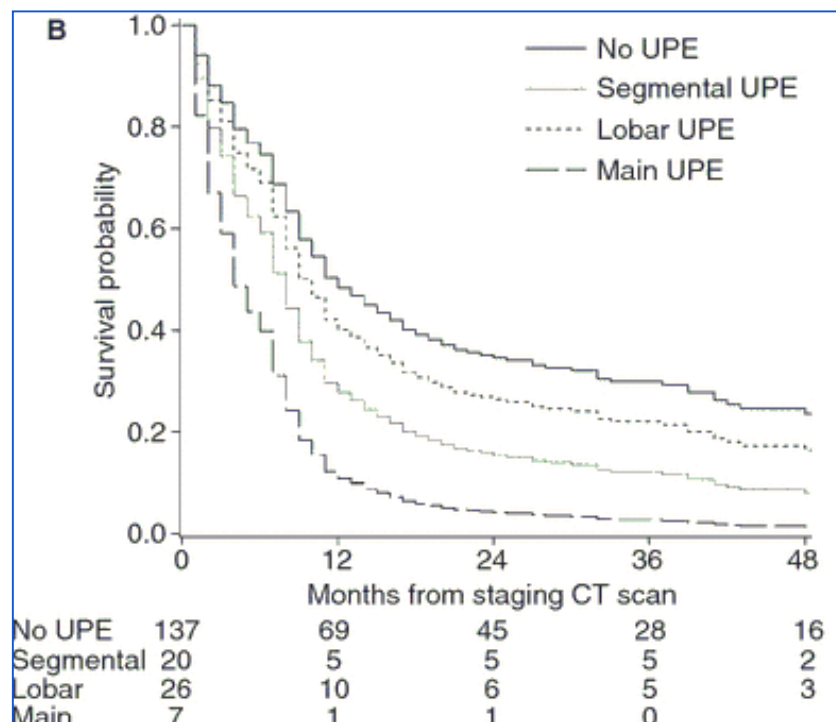 B
1.0
0.8
0.6
0.4
0.2
0.0
Survival probability
No UPE
Segmental UPE
Lobar UPE
Main UPE
0 12 24 36 48
Months from staging CT scan
No UPE 137 69 45 28 16
Segmental 20 5 5 5 2
Lobar 26 10 6 5 3
Main 7 1 1 0